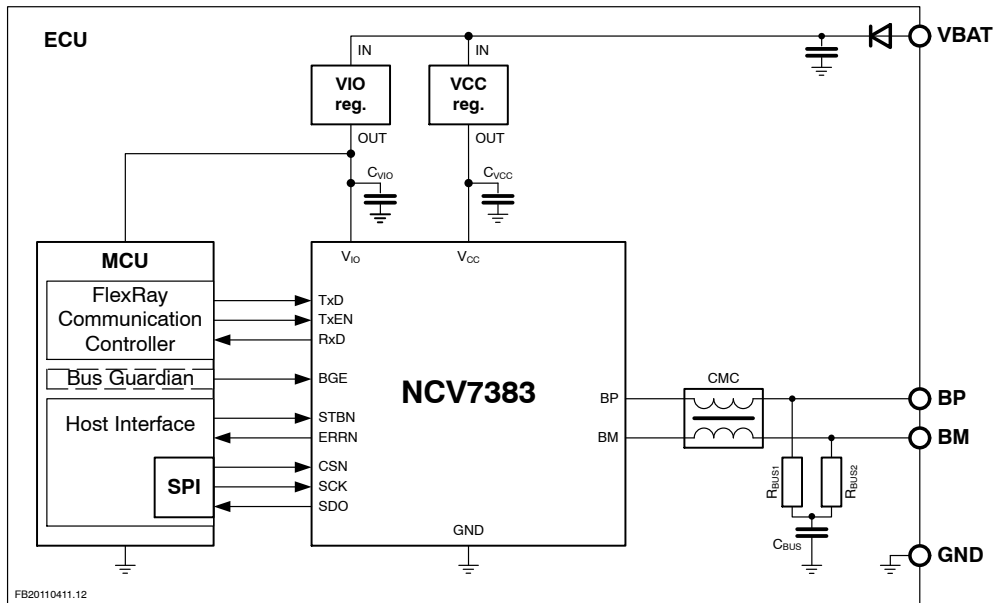 ECU
VBAT
IN
IN
VIO
reg.
VCC
reg.
OUT
OUT
CVIO
CVCC
MCU
VIO
VCC
FlexRay
Communication
Controller
TxD
TxEN
RxD
Bus Guardian
BGE
NCV7383
CMC
Host Interface
STBN
ERRN
BP
BM
BP
BM
SPI
CSN
SCK
SDO
RBUS1
RBUS2
GND
CBUS
GND
FB20110411.12